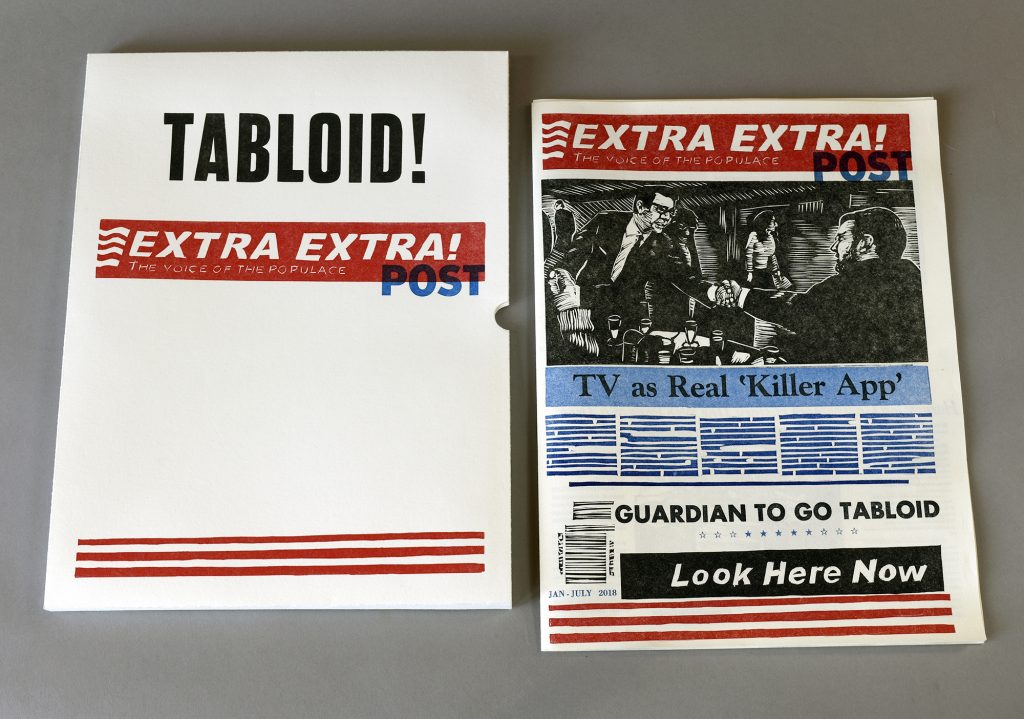 TABLOID!
EXTRA EXTRA!
THE VOICE OF THE POPULACE
POST
EXTRA EXTRA!
THE VOICE OF THE POPULACE
POST
TV as Real ‘Killer App’
GUARDIAN TO GO TABLOID
Look Here Now
JAN - JULY 2018